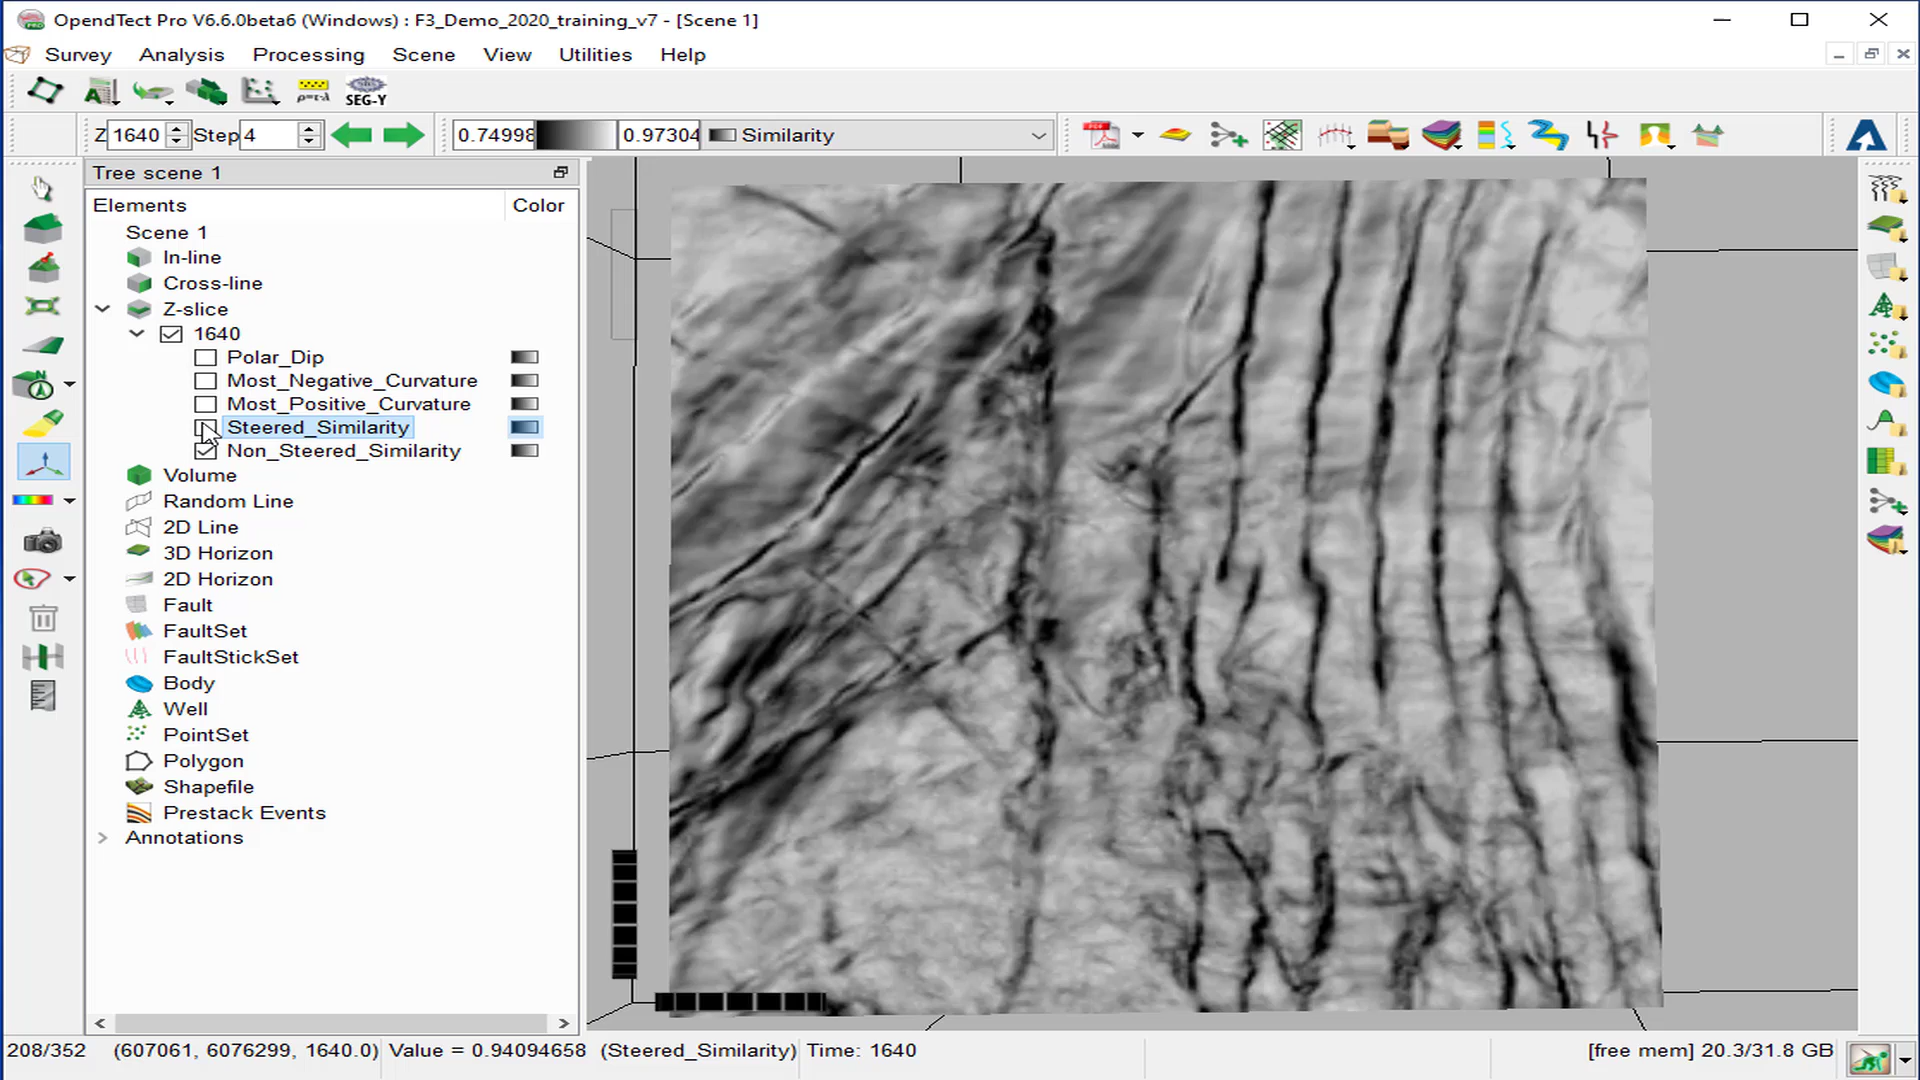 OpendTect Pro V6.6.0beta6 (Windows) : F3_Demo_2020_training_v7 - [Scene 1]
Survey Analysis Processing Scene View Utilities Help
SEG-Y
Z 1640 Step 4 0.74998 0.97304 Similarity
Tree scene 1
Elements Color
Scene 1
In-line
Cross-line
Z-slice
1640
Polar_Dip
Most_Negative_Curvature
Most_Positive_Curvature
Steered_Similarity
Non_Steered_Similarity
Volume
Random Line
2D Line
3D Horizon
2D Horizon
Fault
FaultSet
FaultStickSet
Body
Well
PointSet
Polygon
Shapefile
Prestack Events
Annotations
208/352 (607061, 6076299, 1640.0) Value = 0.94094658 (Steered_Similarity) Time: 1640 [free mem] 20.3/31.8 GB